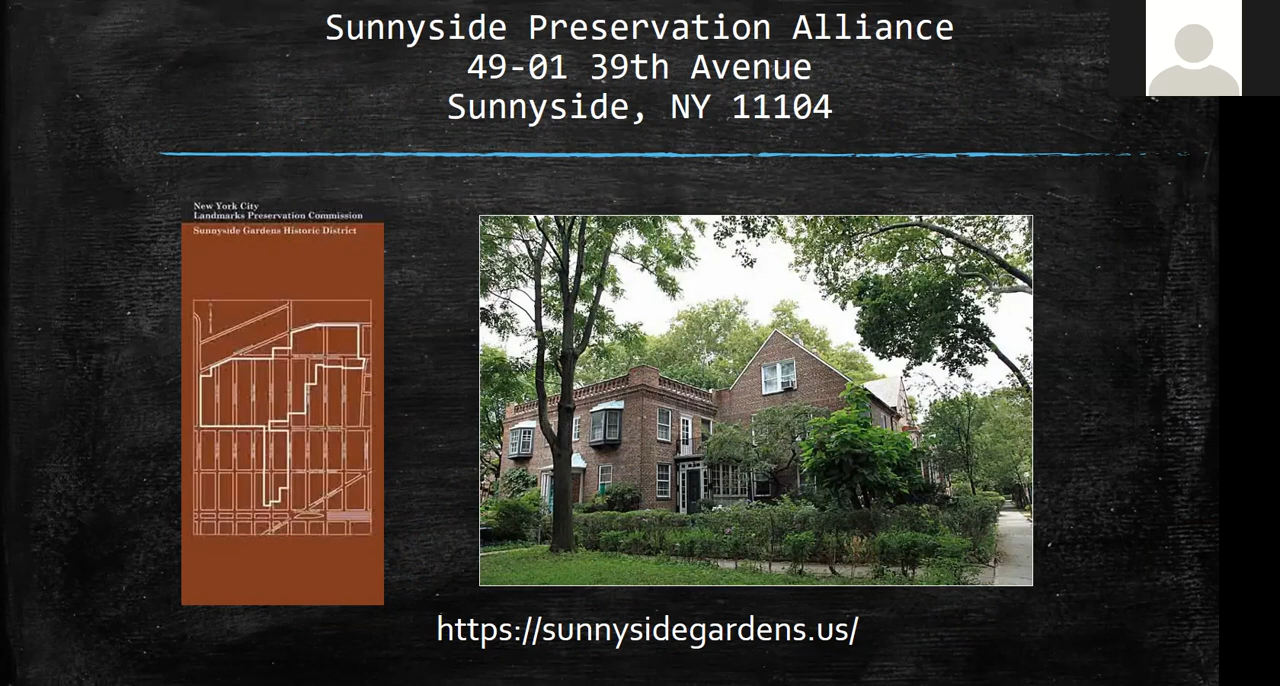 Sunnyside Preservation Alliance
49-01 39th Avenue
Sunnyside, NY 11104
New York City
Landmarks Preservation Commission
Sunnyside Gardens Historic District
https://sunnysidegardens.us/